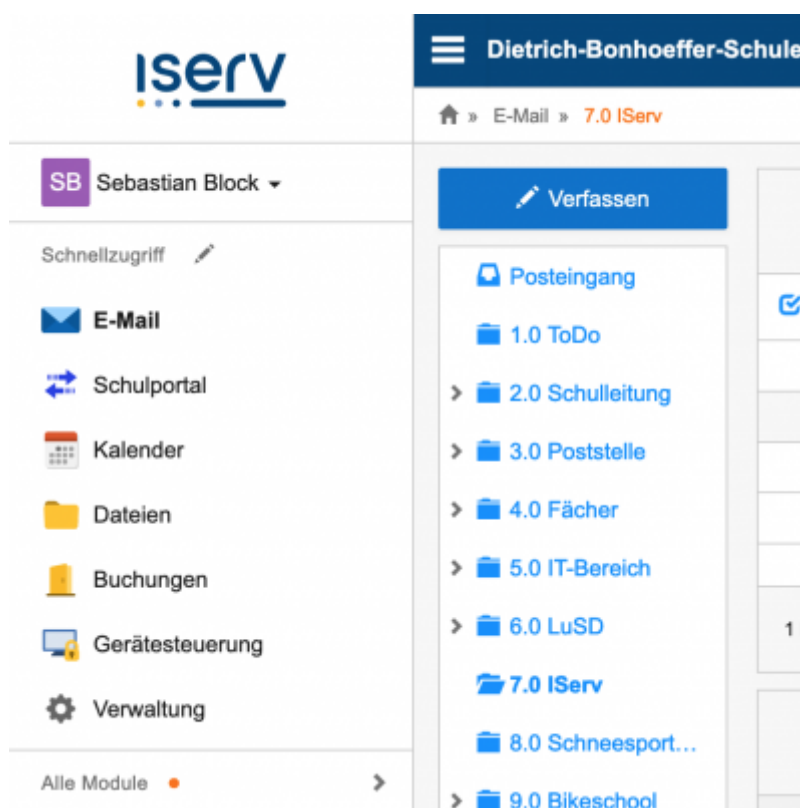 IServ
SB Sebastian Block
Schnellzugriff
E-Mail
Schulportal
Kalender
Dateien
Buchungen
Gerätesteuerung
Verwaltung
Alle Module
Dietrich-Bonhoeffer-Schule
» E-Mail » 7.0 IServ
Verfassen
Posteingang
1.0 ToDo
2.0 Schulleitung
3.0 Poststelle
4.0 Fächer
5.0 IT-Bereich
6.0 LuSD
7.0 IServ
8.0 Schneesport...
9.0 Bikeschool
1